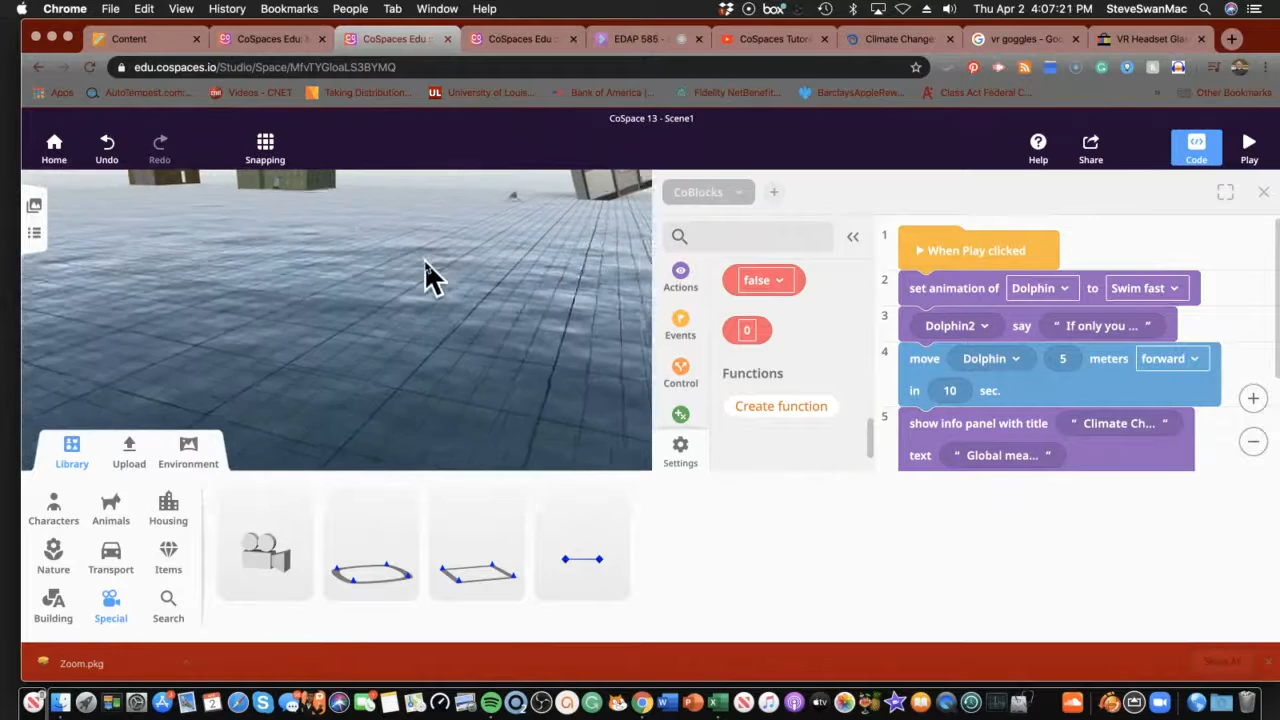 Chrome File Edit View History Bookmarks People Tab Window Help box Thu Apr 2 4:07:21 PM SteveSwanMac
Content CoSpaces Edu: M CoSpaces Edu : CoSpaces Edu : EDAP 585 - CoSpaces Tutor Climate Change vr goggles - Goo VR Headset Gla
edu.cospaces.io/Studio/Space/MfvTYGloaLS3BYMQ
Apps AutoTempest.com:... Videos - CNET Taking Distribution... UL University of Louis... Bank of America |... Fidelity NetBenefit... BarclaysAppleRew... Class Act Federal C... » Other Bookmarks
CoSpace 13 - Scene1
Home Undo Redo Snapping Help Share Code Play
CoBlocks
1 When Play clicked
Actions false
2 set animation of Dolphin to Swim fast
Events 0
3 Dolphin2 say “ If only you ... ”
Control Functions
4 move Dolphin 5 meters forward
in 10 sec.
Create function
5 show info panel with title “ Climate Ch... ”
Settings
text “ Global mea... ”
Library Upload Environment
Characters Animals Housing
Nature Transport Items
Building Special Search
Zoom.pkg
Show All